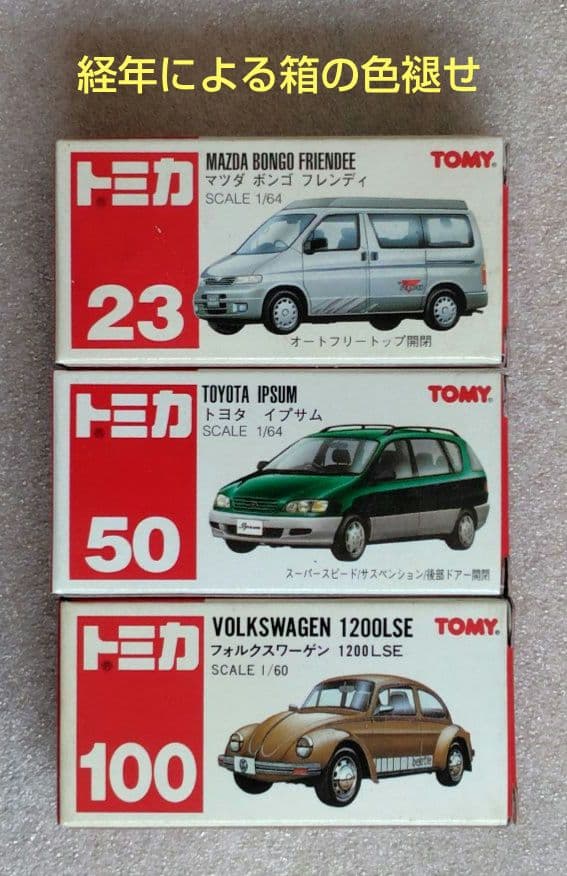 経年による箱の色褪せ
トミカ
23
MAZDA BONGO FRIENDEE
マツダ ボンゴ フレンディ
SCALE 1/64
TOMY
オートフリートップ開閉
トミカ
50
TOYOTA IPSUM
トヨタ イプサム
SCALE 1/64
TOMY
Ipsum
スーパースピード/サスペンション/後部ドアー開閉
トミカ
100
VOLKSWAGEN 1200LSE
フォルクスワーゲン 1200LSE
SCALE 1/60
TOMY
beetle